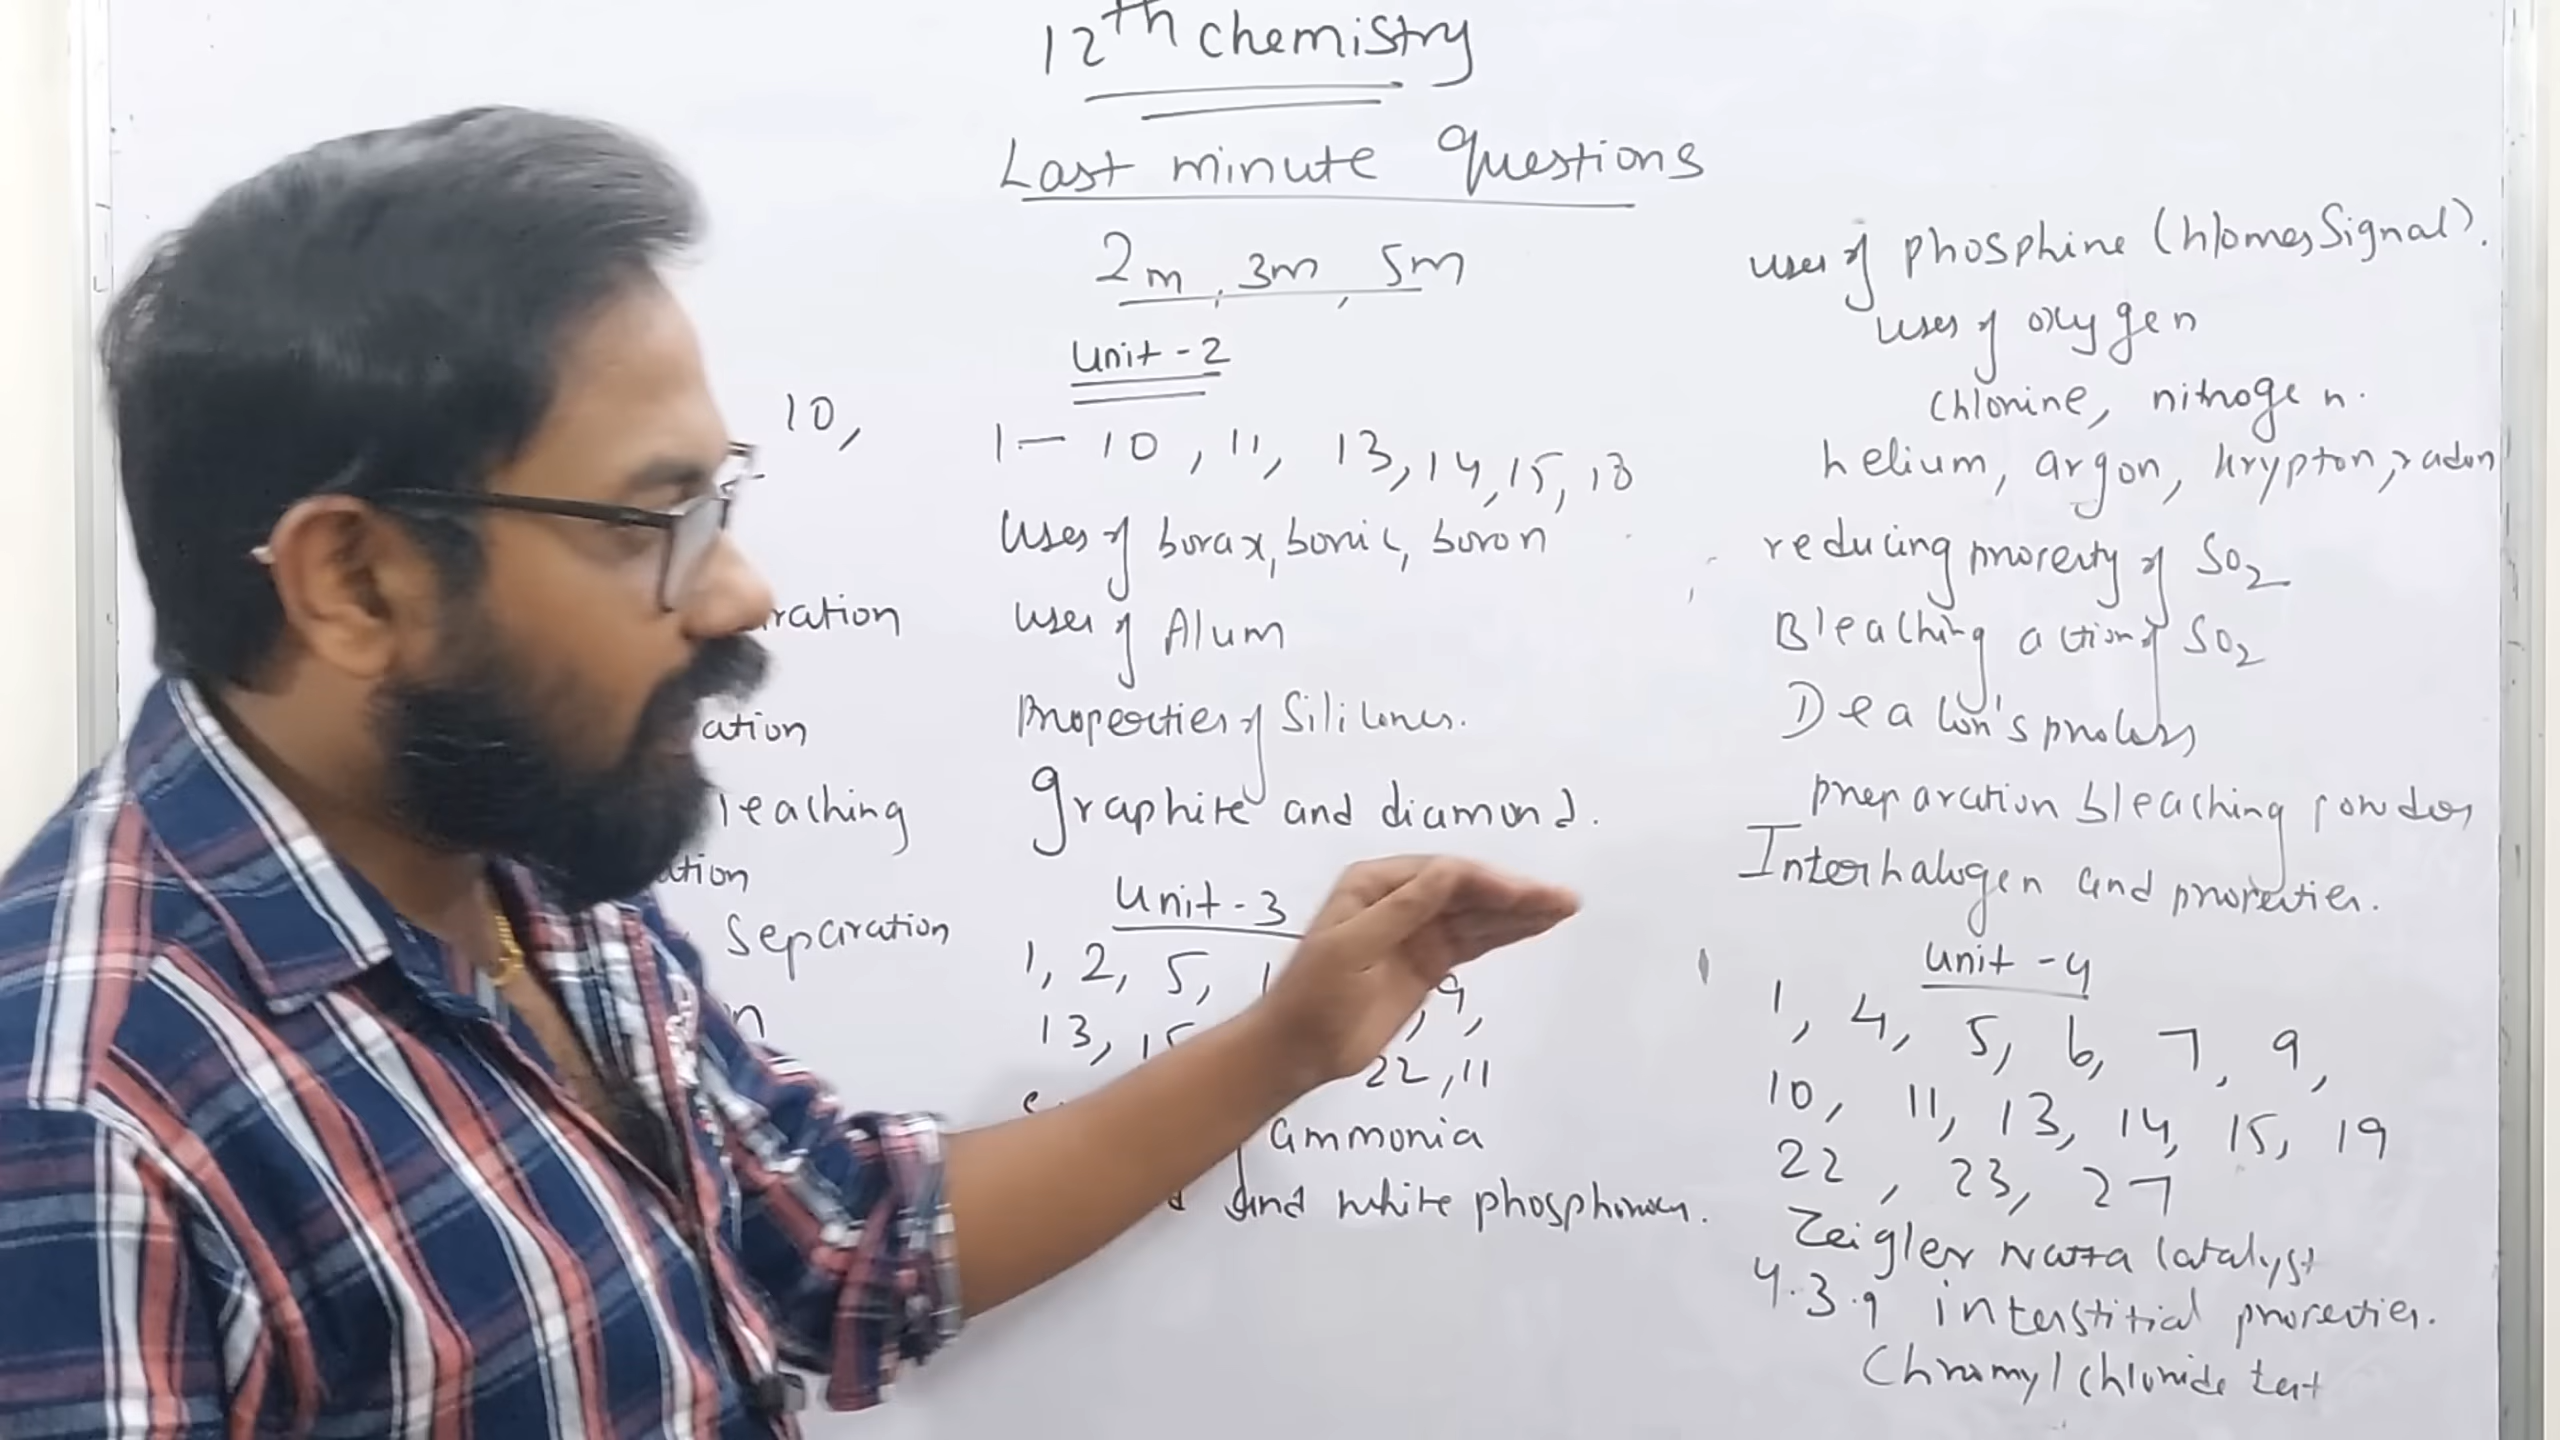 12th chemistry
Last minute Questions
2m, 3m, 5m
10,
ration
ation
leaching
ation
Separation
n
Unit-2
1-10, 11, 13, 14, 15, 18
Uses of borax, boric, boron
uses of Alum
Properties of Silicones.
Graphite and diamond.
Unit-3
1, 2, 5, 9,
13, 15
22, 11
ammonia
and white phosphorus.
uses of phosphine (Holmes Signal).
uses of oxygen
chlorine, nitrogen.
helium, argon, krypton, radon
reducing proverty of SO2
Bleaching action of SO2
Deacon's process
preparation bleaching powder
Interhalogen and proverties.
Unit-4
1, 4, 5, 6, 7, 9,
10, 11, 13, 14, 15, 19
22, 23, 27
Zeigler Natta catalyst
4.3.9 interstitial proverties.
Chromyl chloride test